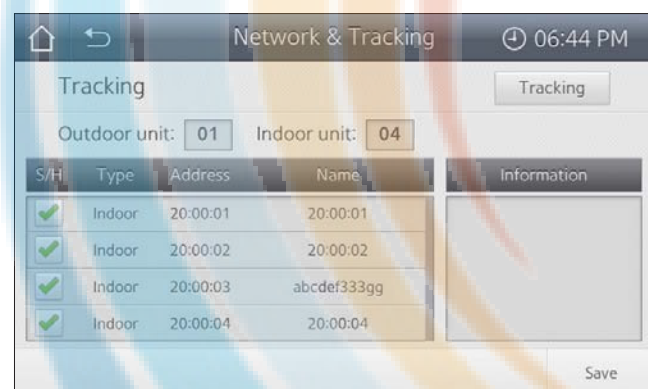 Network & Tracking 06:44 PM
Tracking Tracking
Outdoor unit: 01 Indoor unit: 04
S/H Type Address Name Information
Indoor 20:00:01 20:00:01
Indoor 20:00:02 20:00:02
Indoor 20:00:03 abcdef333gg
Indoor 20:00:04 20:00:04
Save